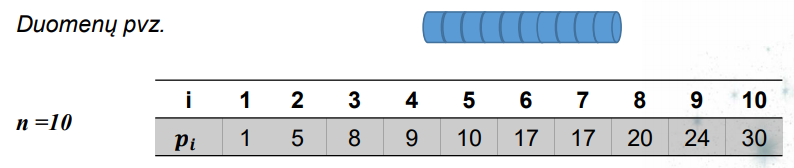 Duomenų pvz.
i 1 2 3 4 5 6 7 8 9 10
n =10
pᵢ 1 5 8 9 10 17 17 20 24 30